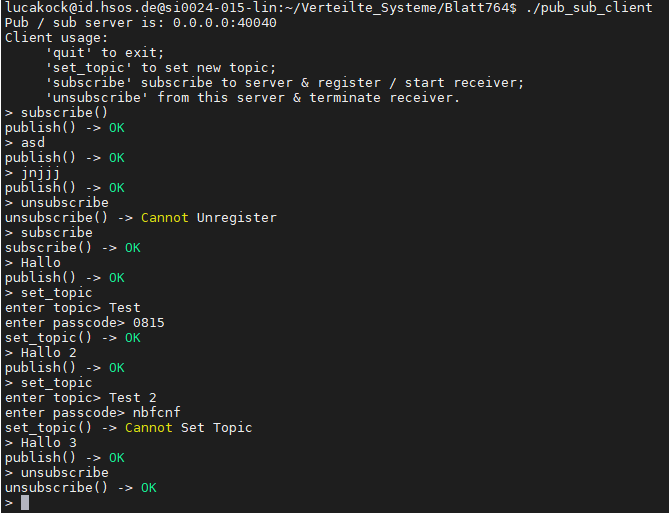 lucakock@id.hsos.de@si0024-015-lin:~/Verteilte_Systeme/Blatt764$ ./pub_sub_client
Pub / sub server is: 0.0.0.0:40040
Client usage:
     'quit' to exit;
     'set_topic' to set new topic;
     'subscribe' subscribe to server & register / start receiver;
     'unsubscribe' from this server & terminate receiver.
> subscribe()
publish() -> OK
> asd
publish() -> OK
> jnjjj
publish() -> OK
> unsubscribe
unsubscribe() -> Cannot Unregister
> subscribe
subscribe() -> OK
> Hallo
publish() -> OK
> set_topic
enter topic> Test
enter passcode> 0815
set_topic() -> OK
> Hallo 2
publish() -> OK
> set_topic
enter topic> Test 2
enter passcode> nbfcnf
set_topic() -> Cannot Set Topic
> Hallo 3
publish() -> OK
> unsubscribe
unsubscribe() -> OK
>